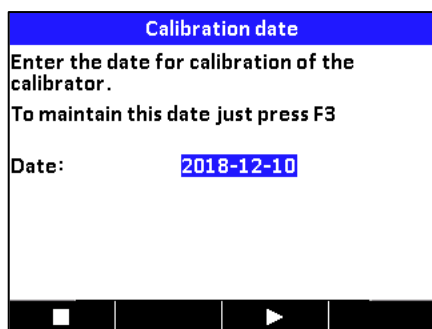 Calibration date
Enter the date for calibration of the
calibrator.
To maintain this date just press F3
Date: 2018-12-10